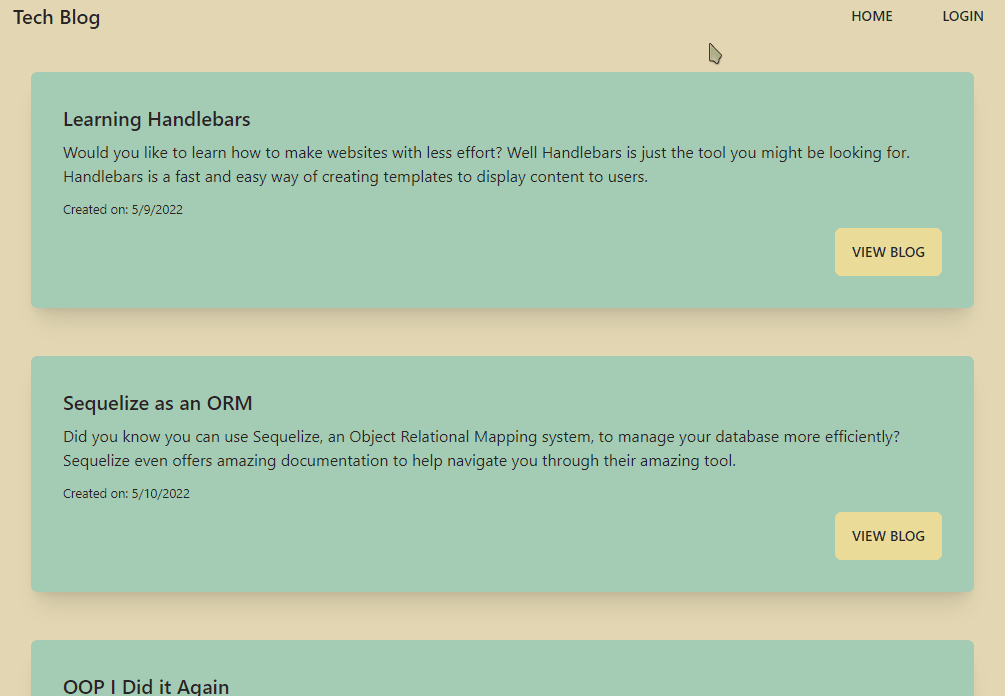 Tech Blog
HOME
LOGIN
Learning Handlebars
Would you like to learn how to make websites with less effort? Well Handlebars is just the tool you might be looking for.
Handlebars is a fast and easy way of creating templates to display content to users.
Created on: 5/9/2022
VIEW BLOG
Sequelize as an ORM
Did you know you can use Sequelize, an Object Relational Mapping system, to manage your database more efficiently?
Sequelize even offers amazing documentation to help navigate you through their amazing tool.
Created on: 5/10/2022
VIEW BLOG
OOP I Did it Again